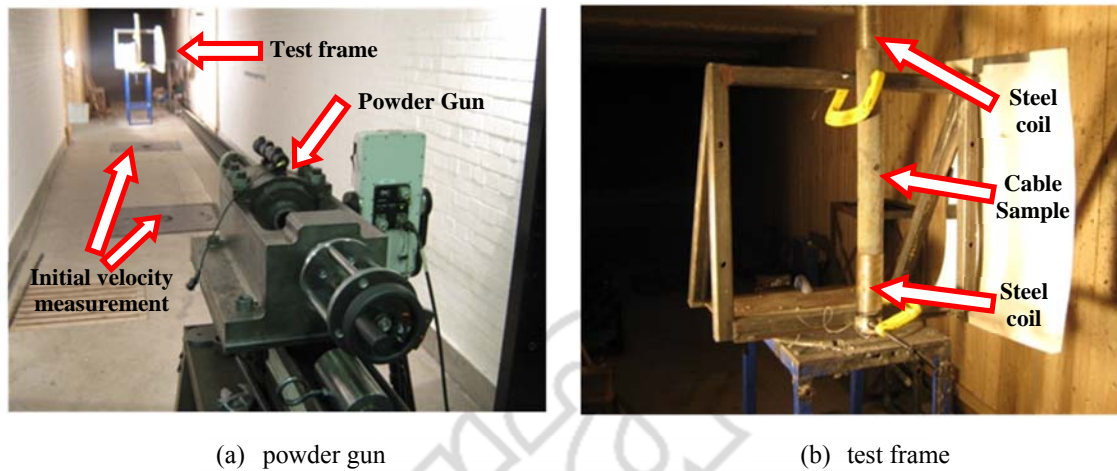 Test frame
Powder Gun
Initial velocity
measurement
Steel
coil
Cable
Sample
Steel
coil
(a) powder gun
(b) test frame